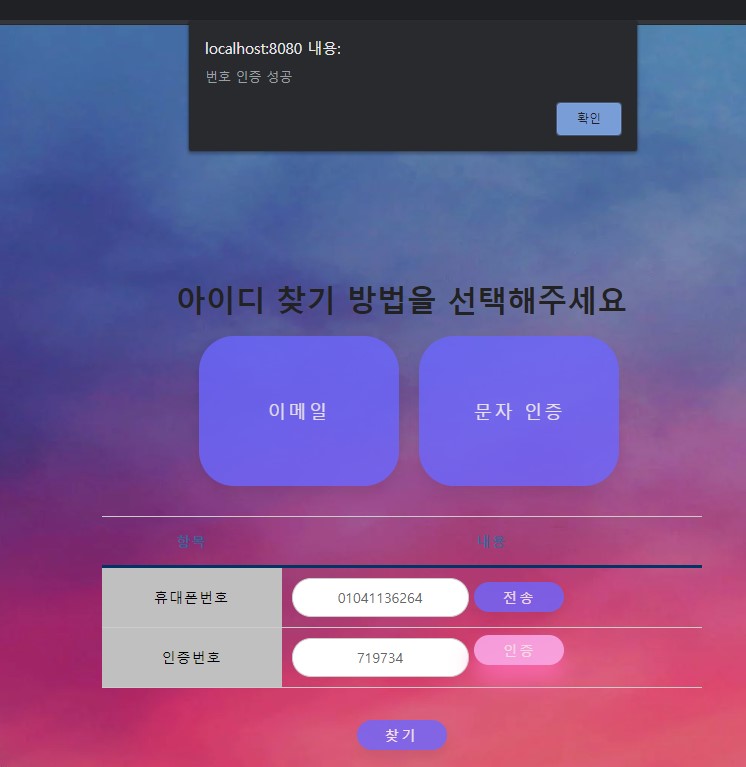 localhost:8080 내용:
번호 인증 성공
확인
아이디 찾기 방법을 선택해주세요
이메일 문자 인증
항목 내용
휴대폰번호 01041136264 전송
인증번호 719734 인증
찾기